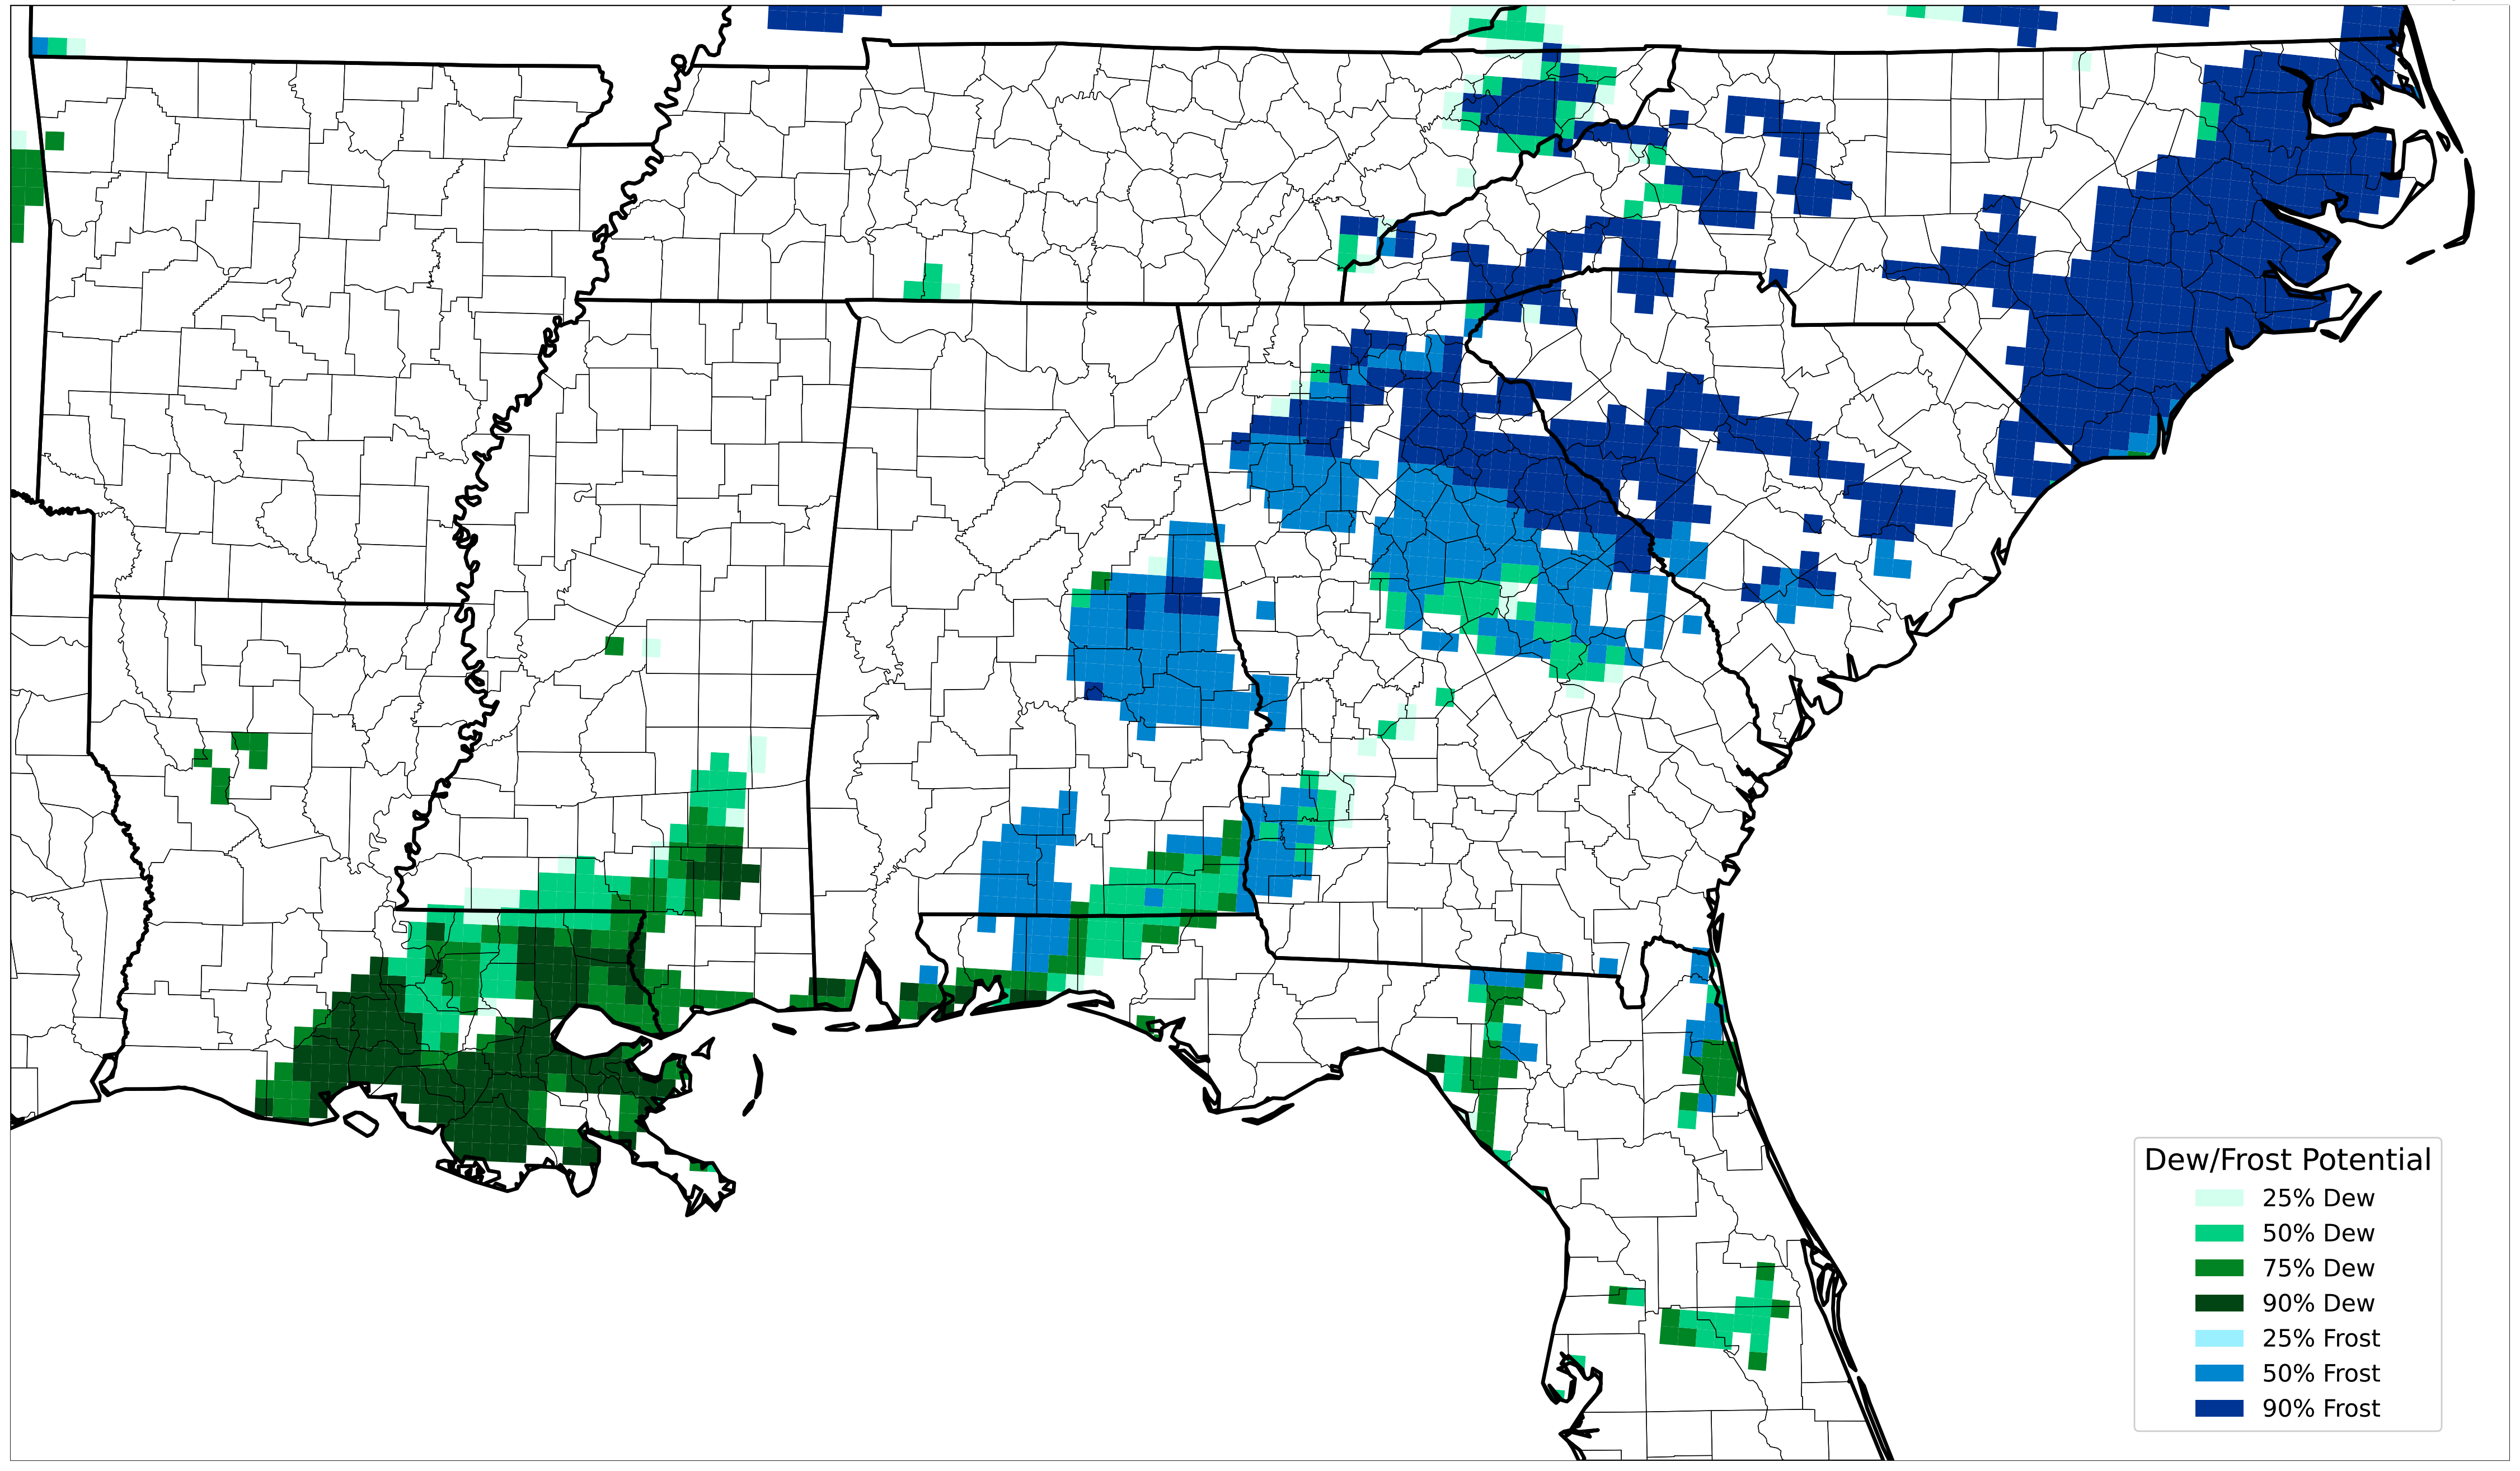 Dew/Frost Potential
25% Dew
50% Dew
75% Dew
90% Dew
25% Frost
50% Frost
90% Frost